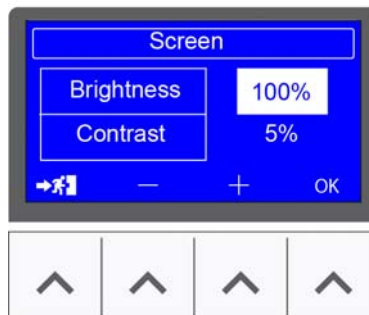 Screen
Brightness 100%
Contrast 5%
— + OK